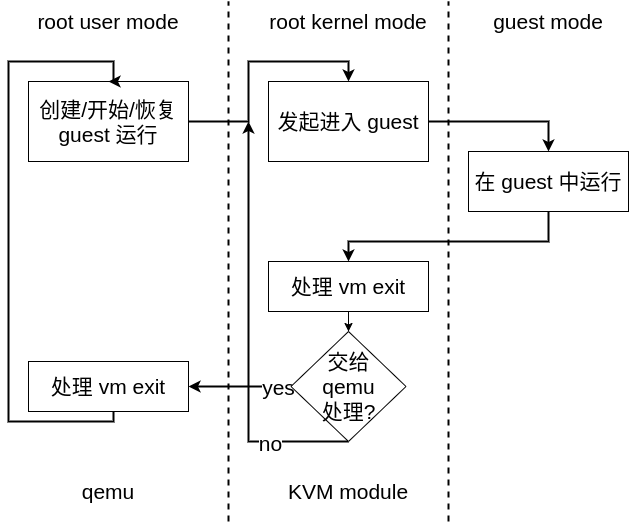 root user mode
root kernel mode
guest mode
创建/开始/恢复
guest 运行
发起进入 guest
在 guest 中运行
处理 vm exit
交给
qemu
处理?
yes
no
处理 vm exit
qemu
KVM module